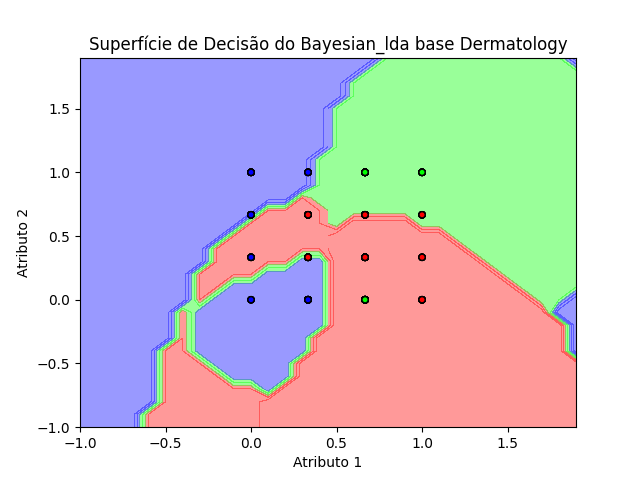 Superfície de Decisão do Bayesian_lda base Dermatology
1.5
1.0
0.5
0.0
−0.5
−1.0
Atributo 2
−1.0 −0.5 0.0 0.5 1.0 1.5
Atributo 1